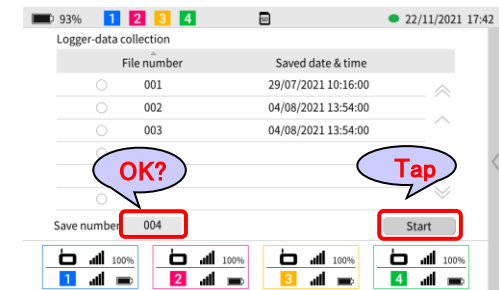 93% 1 2 3 4 SD 22/11/2021 17:42
Logger-data collection
File number Saved date & time
001 29/07/2021 10:16:00
002 04/08/2021 13:54:00
003 04/08/2021 13:54:00
OK? Tap
Save number 004 Start
100% 100% 100% 100%
1 2 3 4